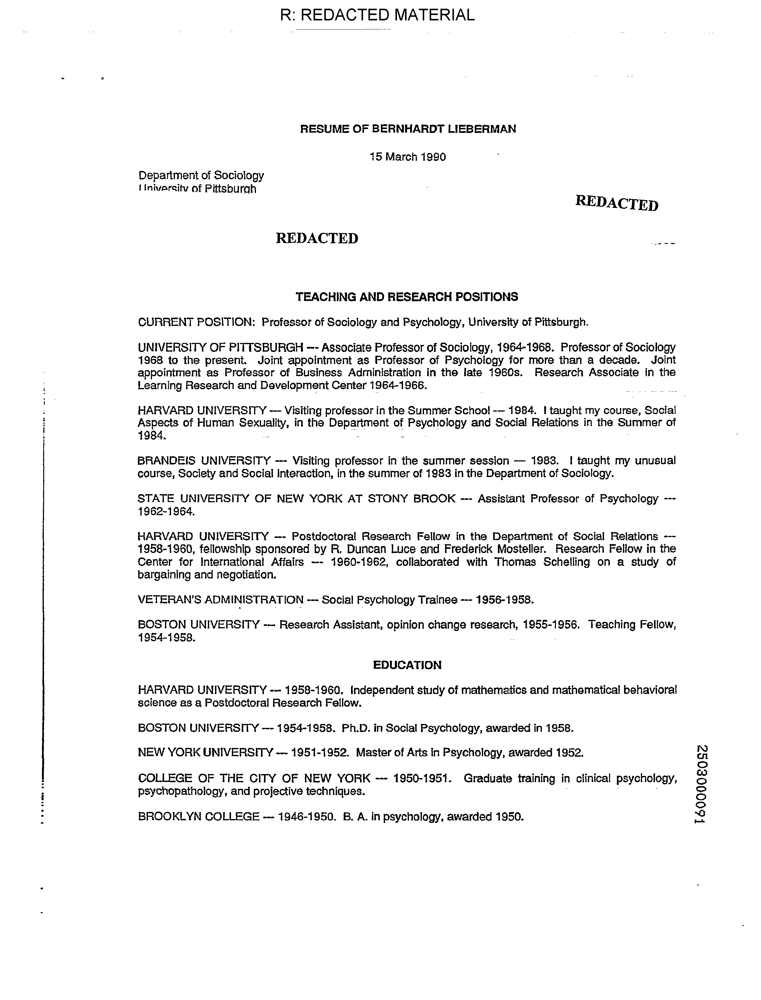 R: REDACTED MATERIAL
RESUME OF BERNHARDT LIEBERMAN
15 March 1990
Department of Sociology
University of Pittsburgh
REDACTED
REDACTED
TEACHING AND RESEARCH POSITIONS
CURRENT POSITION: Professor of Sociology and Psychology, University of Pittsburgh.
UNIVERSITY OF PITTSBURGH --- Associate Professor of Sociology, 1964-1968. Professor of Sociology
1968 to the present. Joint appointment as Professor of Psychology for more than a decade. Joint
appointment as Professor of Business Administration in the late 1960s. Research Associate in the
Learning Research and Development Center 1964-1966.
HARVARD UNIVERSITY --- Visiting professor in the Summer School --- 1984. I taught my course, Social
Aspects of Human Sexuality, in the Department of Psychology and Social Relations in the Summer of
1984.
BRANDEIS UNIVERSITY --- Visiting professor in the summer session --- 1983. I taught my unusual
course, Society and Social Interaction, in the summer of 1983 in the Department of Sociology.
STATE UNIVERSITY OF NEW YORK AT STONY BROOK --- Assistant Professor of Psychology ---
1962-1964.
HARVARD UNIVERSITY --- Postdoctoral Research Fellow in the Department of Social Relations ---
1958-1960, fellowship sponsored by R. Duncan Luce and Frederick Mosteller. Research Fellow in the
Center for International Affairs --- 1960-1962, collaborated with Thomas Schelling on a study of
bargaining and negotiation.
VETERAN'S ADMINISTRATION --- Social Psychology Trainee --- 1956-1958.
BOSTON UNIVERSITY --- Research Assistant, opinion change research, 1955-1956. Teaching Fellow,
1954-1958.
EDUCATION
HARVARD UNIVERSITY --- 1958-1960. Independent study of mathematics and mathematical behavioral
science as a Postdoctoral Research Fellow.
BOSTON UNIVERSITY --- 1954-1958. Ph.D. in Social Psychology, awarded in 1958.
NEW YORK UNIVERSITY --- 1951-1952. Master of Arts in Psychology, awarded 1952.
COLLEGE OF THE CITY OF NEW YORK --- 1950-1951. Graduate training in clinical psychology,
psychopathology, and projective techniques.
BROOKLYN COLLEGE --- 1946-1950. B. A. in psychology, awarded 1950.
2503000091